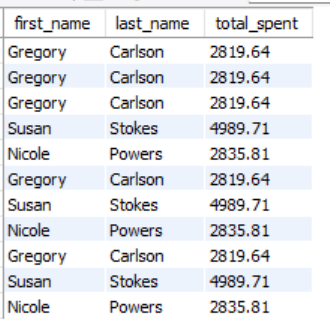 first_name last_name total_spent
Gregory Carlson 2819.64
Gregory Carlson 2819.64
Gregory Carlson 2819.64
Susan Stokes 4989.71
Nicole Powers 2835.81
Gregory Carlson 2819.64
Susan Stokes 4989.71
Nicole Powers 2835.81
Gregory Carlson 2819.64
Susan Stokes 4989.71
Nicole Powers 2835.81